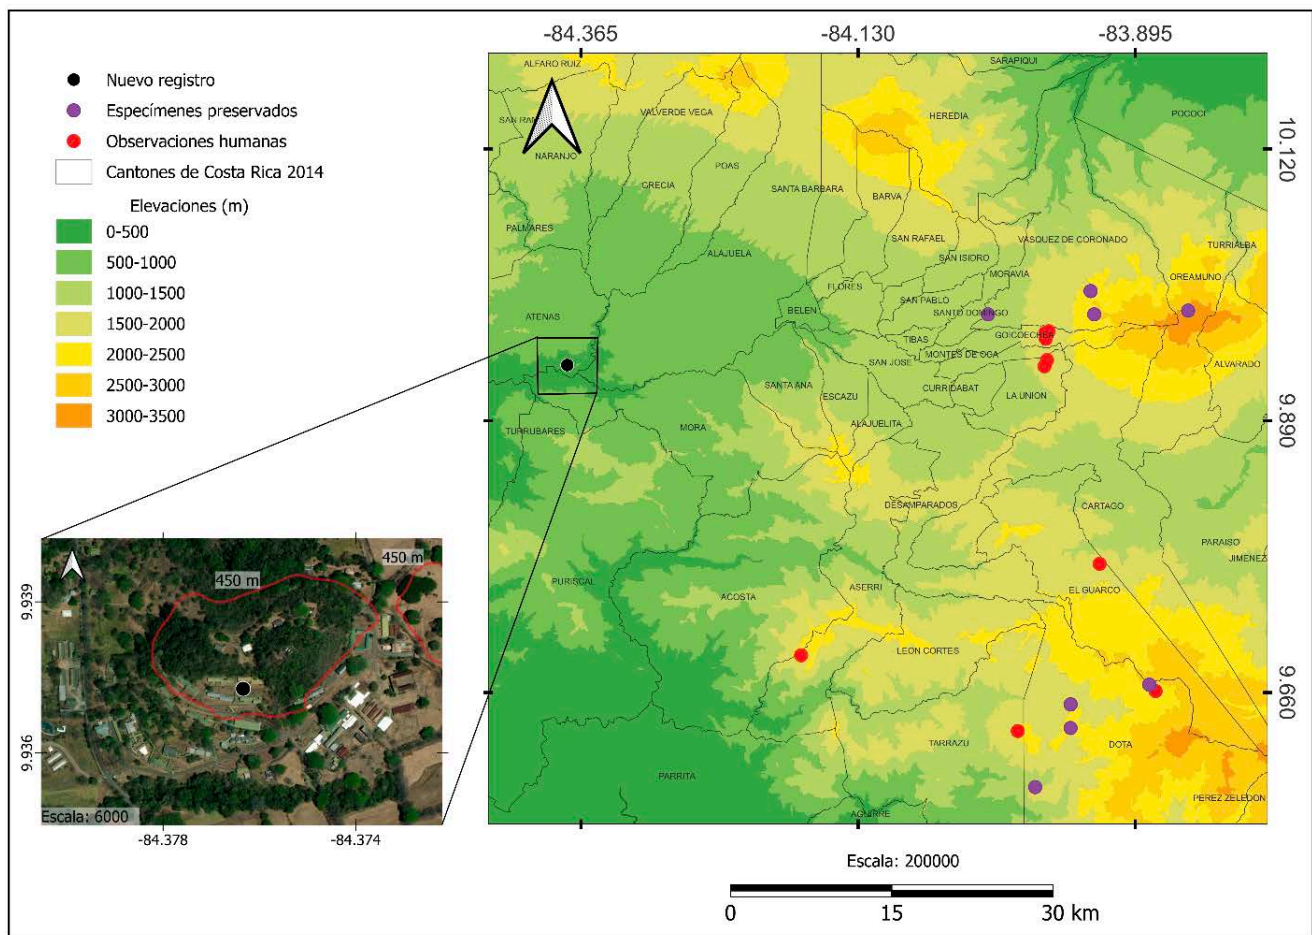 -84.365
-84.130
-83.895
Nuevo registro
Especímenes preservados
Observaciones humanas
Cantones de Costa Rica 2014
Elevaciones (m)
0-500
500-1000
1000-1500
1500-2000
2000-2500
2500-3000
3000-3500
ALFARO RUIZ
SARAPIQUI
VALVERDE VEGA
HEREDIA
POCOCI
10.120
NARANJO
POAS
GRECIA
SANTA BARBARA
BARVA
PALMARES
SAN RAFAEL
VASQUEZ DE CORONADO
TURRIALBA
ALAJUELA
SAN ISIDRO
MORAVIA
OREAMUNO
FLORES
SAN PABLO
ATENAS
BELEN
SANTO DOMINGO
GOICOECHEA
TIBAS
SAN JOSE
MONTES DE OCA
ALVARADO
SANTA ANA
CURRIDABAT
ESCAZU
LA UNION
9.890
TURRUBARES
MORA
ALAJUELITA
DESAMPARADOS
CARTAGO
PARAISO
JIMENEZ
PURISCAL
ACOSTA
ASERRI
EL GUARCO
LEON CORTES
9.660
TARRAZU
DOTA
PARRITA
PEREZ ZELEDON
AGUIRRE
450 m
450 m
9.939
9.936
Escala: 6000
-84.378
-84.374
Escala: 200000
0
15
30 km